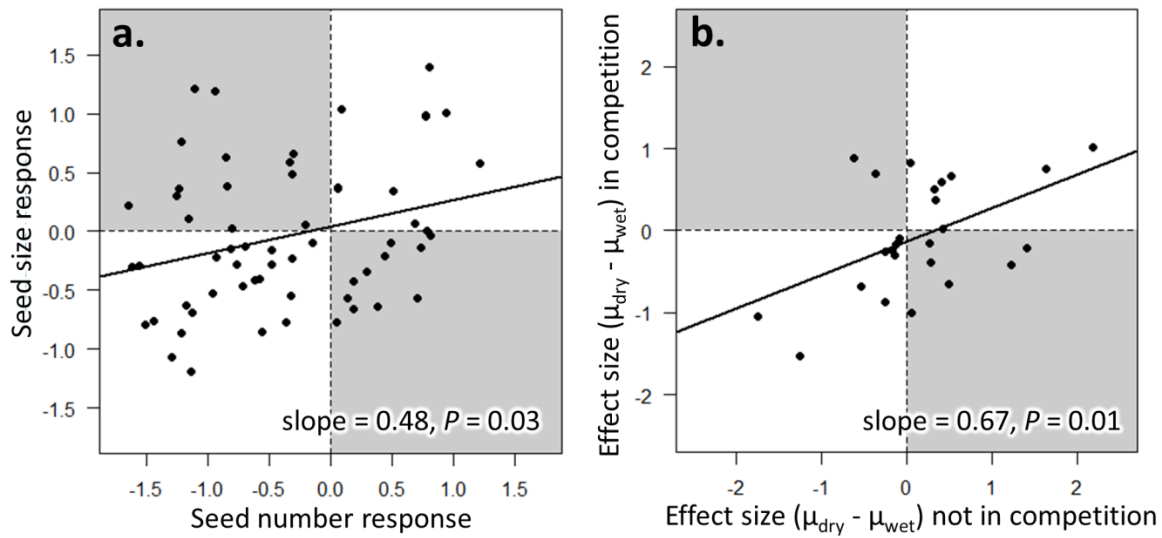 a.
Seed size response
1.5
1.0
0.5
0.0
-0.5
-1.0
-1.5
slope = 0.48, P = 0.03
-1.5 -1.0 -0.5 0.0 0.5 1.0 1.5
Seed number response
b.
Effect size (μdry - μwet) in competition
2
1
0
-1
-2
slope = 0.67, P = 0.01
-2 -1 0 1 2
Effect size (μdry - μwet) not in competition